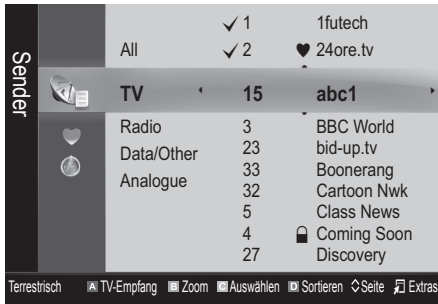 Sender
1 1futech
All 2 24ore.tv
TV 15 abc1
Radio 3 BBC World
Data/Other 23 bid-up.tv
Analogue 33 Boonerang
32 Cartoon Nwk
5 Class News
4 Coming Soon
27 Discovery
Terrestrisch A TV-Empfang B Zoom C Auswählen D Sortieren Seite Extras